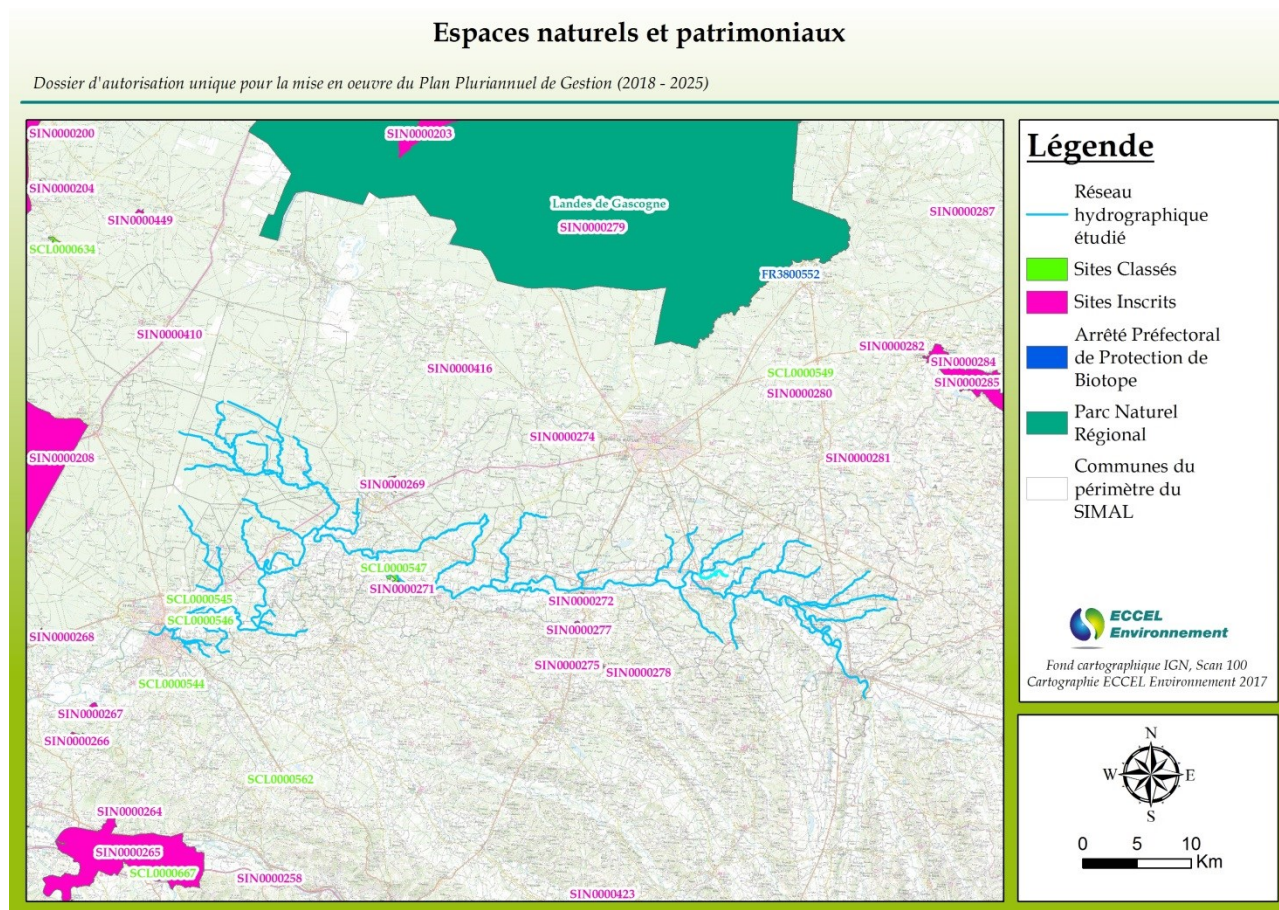 Espaces naturels et patrimoniaux
Dossier d'autorisation unique pour la mise en oeuvre du Plan Pluriannuel de Gestion (2018 - 2025)
SIN0000200
SIN0000203
SIN0000204
SIN0000449
SIN0000287
Landes de Gascogne
SIN0000279
SCL0000634
FR3800552
SIN0000410
SIN0000282
SIN0000284
SIN0000416
SCL0000549
SIN0000285
SIN0000280
SIN0000274
SIN0000208
SIN0000281
SIN0000269
SCL0000547
SIN0000271
SCL0000545
SIN0000272
SCL0000546
SIN0000268
SIN0000277
SIN0000275
SIN0000278
SCL0000544
SIN0000267
SIN0000266
SCL0000562
SIN0000264
SIN0000265
SCL0000667
SIN0000258
SIN0000423
Légende
Réseau
hydrographique
étudié
Sites Classés
Sites Inscrits
Arrêté Préfectoral
de Protection de
Biotope
Parc Naturel
Régional
Communes du
périmètre du
SIMAL
ECCEL
Environnement
Fond cartographique IGN, Scan 100
Cartographie ECCEL Environnement 2017
N
W E
S
0 5 10
Km